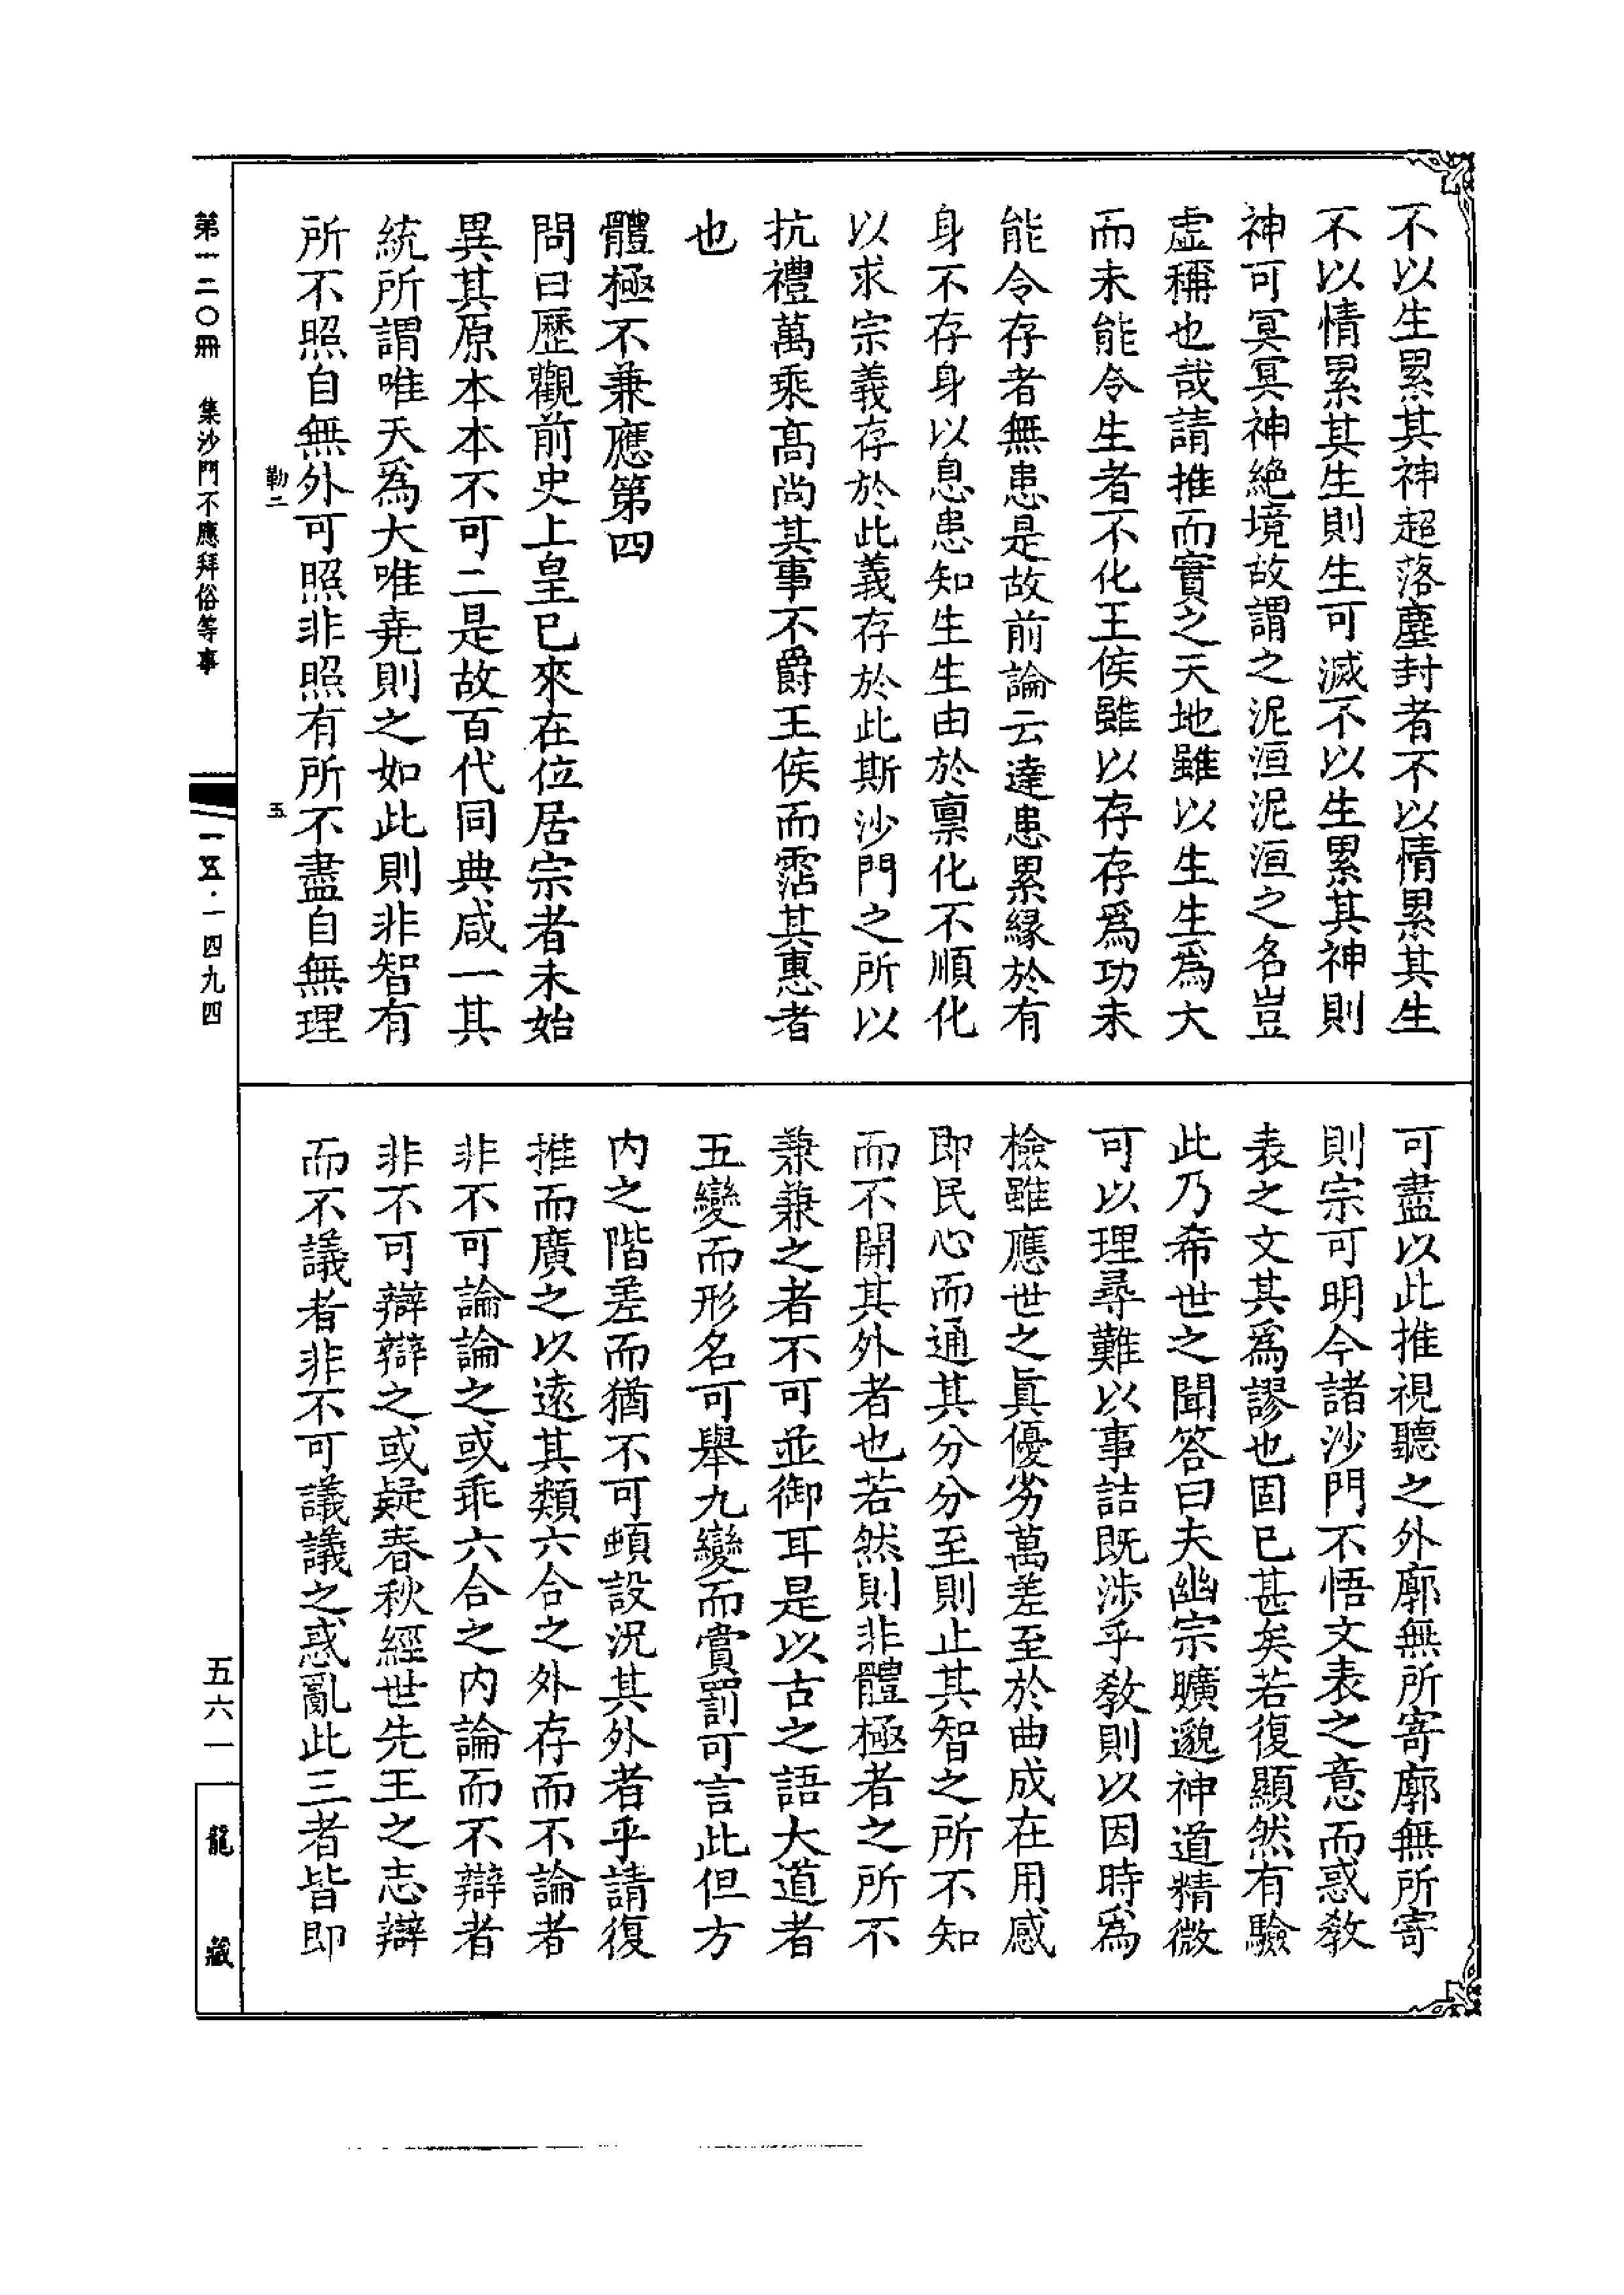 不以生累其神超落塵封者不以情累其生
不以情累其生則生可滅不以生累其神則
神可冥冥神絕境故謂之泥洹泥洹之名豈
虛稱也哉請推而實之天地雖以生生爲大
而未能令生者不化王侯雖以存存爲功未
能令存者無患是故前論云達患累緣於有
身不存身以息患知生生由於禀化不順化
以求宗義存於此義存於此斯沙門之所以
抗禮萬乘高尚其事不爵王侯而霑其惠者
也
體極不兼應第四
問曰歷觀前史上皇已來在位居宗者未始
異其原本本不可二是故百代同典咸一其
統所謂唯天爲大唯堯則之如此則非智有
所不照自無外可照非照有所不盡自無理
可盡以此推視聽之外廓無所寄廓無所寄
則宗可明今諸沙門不悟文表之意而惑教
表之文其爲謬也固已甚矣若復顯然有驗
此乃希世之聞答曰夫幽宗曠邈神道精微
可以理尋難以事詰既涉乎教則以因時爲
檢雖應世之眞優劣萬差至於曲成在用感
即民心而通其分分至則止其智之所不知
而不開其外者也若然則非體極者之所不
兼兼之者不可並御耳是以古之語大道者
五變而形名可舉九變而賞罰可言此但方
内之階差而猶不可頓設況其外者乎請復
推而廣之以遠其類六合之外存而不論者
非不可論論之或乖六合之内論而不辯者
非不可辯辯之或疑春秋經世先王之志辯
而不議者非不可議議之惑亂此三者皆即
勒二
五
第一二〇冊
集沙門不應拜俗等事
一五·一四九四
五六一
龍藏